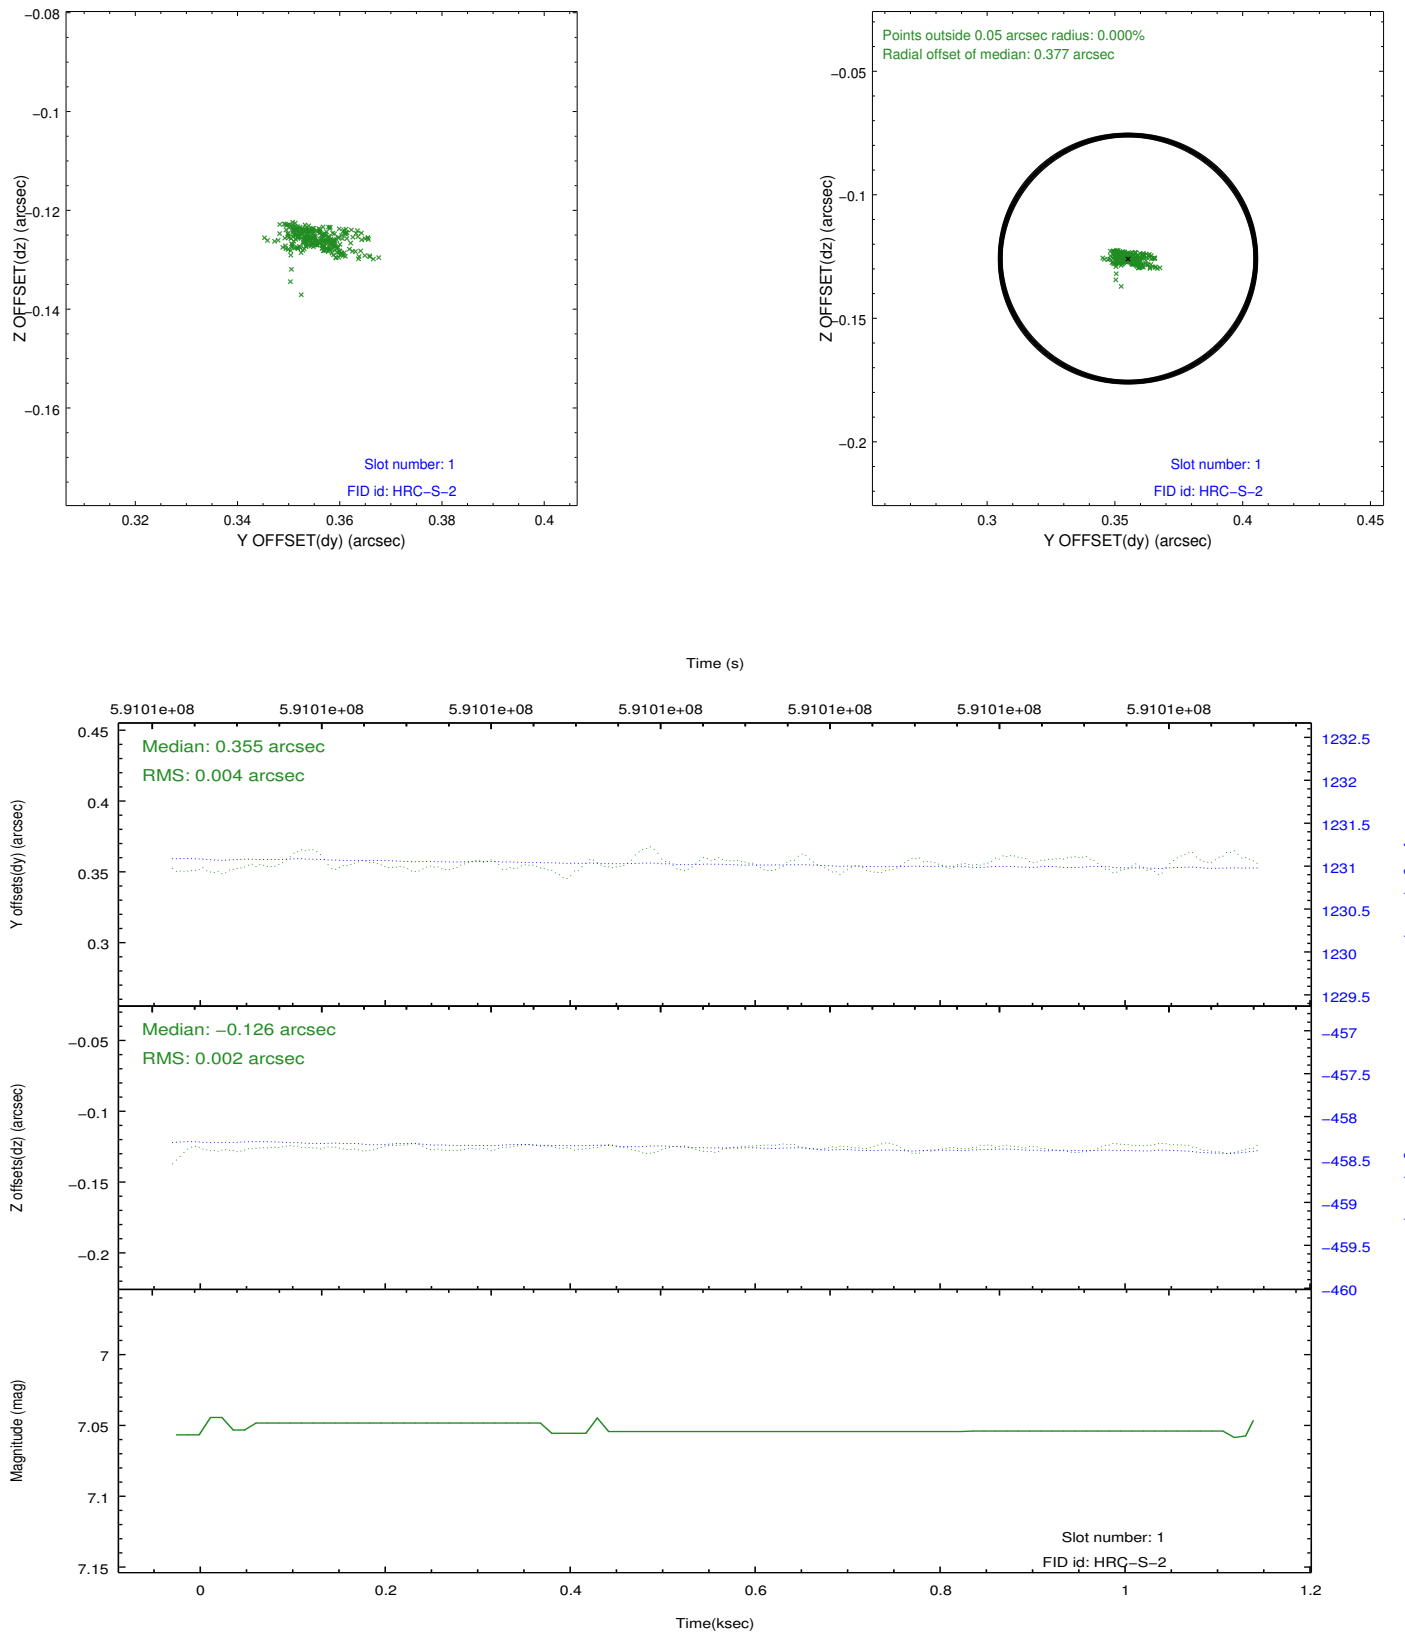 −0.08
−0.1
−0.12
−0.14
−0.16
Z OFFSET(dz) (arcsec)
Slot number: 1
FID id: HRC−S−2
0.32 0.34 0.36 0.38 0.4
Y OFFSET(dy) (arcsec)
Points outside 0.05 arcsec radius: 0.000%
Radial offset of median: 0.377 arcsec
−0.05
−0.1
−0.15
−0.2
Z OFFSET(dz) (arcsec)
Slot number: 1
FID id: HRC−S−2
0.3 0.35 0.4 0.45
Y OFFSET(dy) (arcsec)
Time (s)
5.9101e+08 5.9101e+08 5.9101e+08 5.9101e+08 5.9101e+08 5.9101e+08 5.9101e+08
Median: 0.355 arcsec
RMS: 0.004 arcsec
0.45
0.4
0.35
0.3
Y offsets(dy) (arcsec)
1232.5
1232
1231.5
1231
1230.5
1230
1229.5
Median: −0.126 arcsec
RMS: 0.002 arcsec
−0.05
−0.1
−0.15
−0.2
Z offsets(dz) (arcsec)
−457
−457.5
−458
−458.5
−459
−459.5
−460
7
7.05
7.1
7.15
Magnitude (mag)
Slot number: 1
FID id: HRC−S−2
0 0.2 0.4 0.6 0.8 1 1.2
Time(ksec)